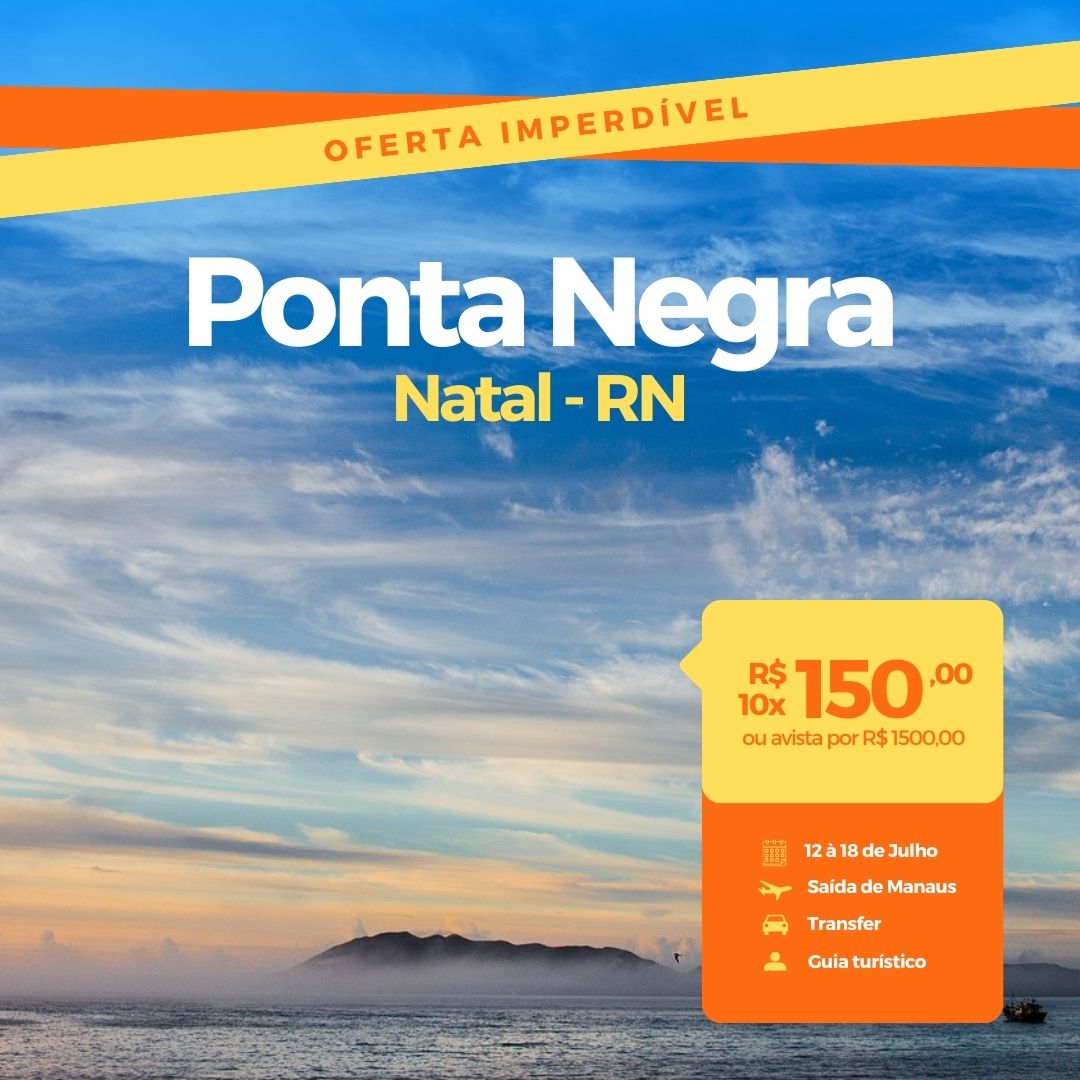 OFERTA IMPERDÍVEL
Ponta Negra
Natal - RN
R$ 150,00
10x
ou avista por R$ 1500,00
12 à 18 de Julho
Saída de Manaus
Transfer
Guia turístico